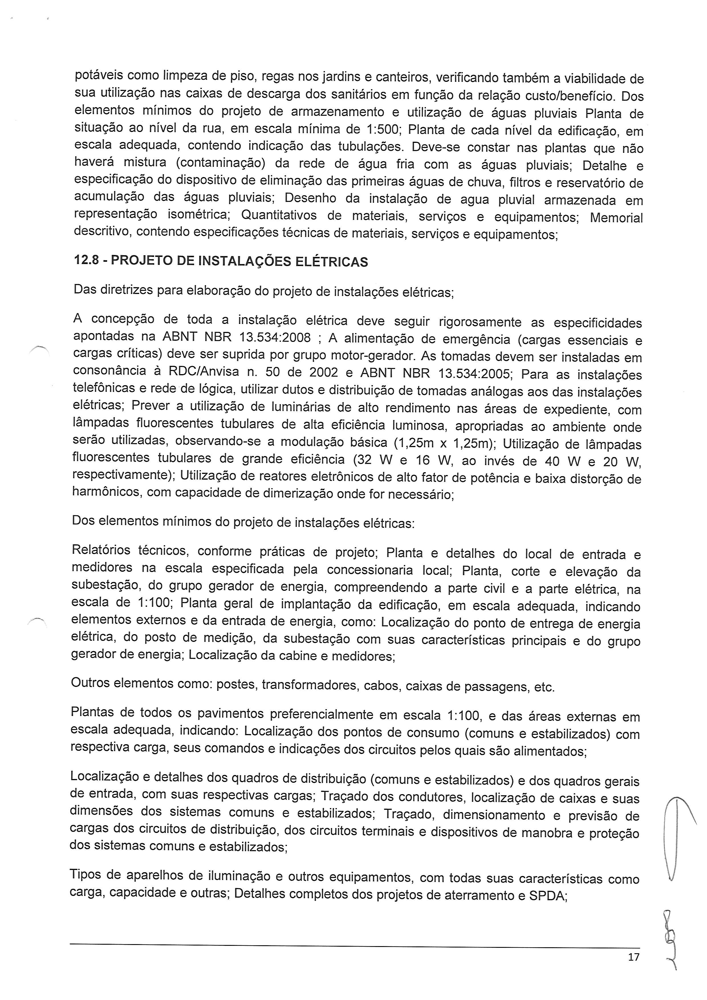 potáveis como limpeza de piso, regas nos jardins e canteiros, verificando também a viabilidade de
sua utilização nas caixas de descarga dos sanitários em função da relação custo/benefício. Dos
elementos mínimos do projeto de armazenamento e utilização de águas pluviais Planta de
situação ao nível da rua, em escala mínima de 1:500; Planta de cada nível da edificação, em
escala adequada, contendo indicação das tubulações. Deve-se constar nas plantas que não
haverá mistura (contaminação) da rede de água fria com as águas pluviais; Detalhe e
especificação do dispositivo de eliminação das primeiras águas de chuva, filtros e reservatório de
acumulação das águas pluviais; Desenho da instalação de agua pluvial armazenada em
representação isométrica; Quantitativos de materiais, serviços e equipamentos; Memorial
descritivo, contendo especificações técnicas de materiais, serviços e equipamentos;
12.8 - PROJETO DE INSTALAÇÕES ELÉTRICAS
Das diretrizes para elaboração do projeto de instalações elétricas;
A concepção de toda a instalação elétrica deve seguir rigorosamente as especificidades
apontadas na ABNT NBR 13.534:2008 ; A alimentação de emergência (cargas essenciais e
cargas críticas) deve ser suprida por grupo motor-gerador. As tomadas devem ser instaladas em
consonância à RDC/Anvisa n. 50 de 2002 e ABNT NBR 13.534:2005; Para as instalações
telefônicas e rede de lógica, utilizar dutos e distribuição de tomadas análogas aos das instalações
elétricas; Prever a utilização de luminárias de alto rendimento nas áreas de expediente, com
lâmpadas fluorescentes tubulares de alta eficiência luminosa, apropriadas ao ambiente onde
serão utilizadas, observando-se a modulação básica (1,25m x 1,25m); Utilização de lâmpadas
fluorescentes tubulares de grande eficiência (32 W e 16 W, ao invés de 40 W e 20 W,
respectivamente); Utilização de reatores eletrônicos de alto fator de potência e baixa distorção de
harmônicos, com capacidade de dimerização onde for necessário;
Dos elementos mínimos do projeto de instalações elétricas:
Relatórios técnicos, conforme práticas de projeto; Planta e detalhes do local de entrada e
medidores na escala especificada pela concessionaria local; Planta, corte e elevação da
subestação, do grupo gerador de energia, compreendendo a parte civil e a parte elétrica, na
escala de 1:100; Planta geral de implantação da edificação, em escala adequada, indicando
elementos externos e da entrada de energia, como: Localização do ponto de entrega de energia
elétrica, do posto de medição, da subestação com suas características principais e do grupo
gerador de energia; Localização da cabine e medidores;
Outros elementos como: postes, transformadores, cabos, caixas de passagens, etc.
Plantas de todos os pavimentos preferencialmente em escala 1:100, e das áreas externas em
escala adequada, indicando: Localização dos pontos de consumo (comuns e estabilizados) com
respectiva carga, seus comandos e indicações dos circuitos pelos quais são alimentados;
Localização e detalhes dos quadros de distribuição (comuns e estabilizados) e dos quadros gerais
de entrada, com suas respectivas cargas; Traçado dos condutores, localização de caixas e suas
dimensões dos sistemas comuns e estabilizados; Traçado, dimensionamento e previsão de
cargas dos circuitos de distribuição, dos circuitos terminais e dispositivos de manobra e proteção
dos sistemas comuns e estabilizados;
Tipos de aparelhos de iluminação e outros equipamentos, com todas suas características como
carga, capacidade e outras; Detalhes completos dos projetos de aterramento e SPDA;
17